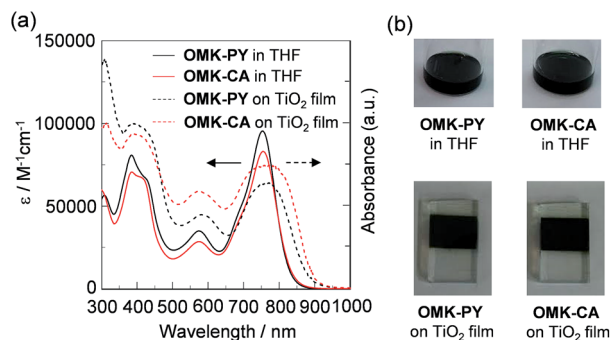 (a)
150000
100000
50000
0
ε / M⁻¹cm⁻¹
OMK-PY in THF
OMK-CA in THF
OMK-PY on TiO₂ film
OMK-CA on TiO₂ film
Absorbance (a.u.)
300 400 500 600 700 800 900 1000
Wavelength / nm
(b)
OMK-PY
in THF
OMK-CA
in THF
OMK-PY
on TiO₂ film
OMK-CA
on TiO₂ film